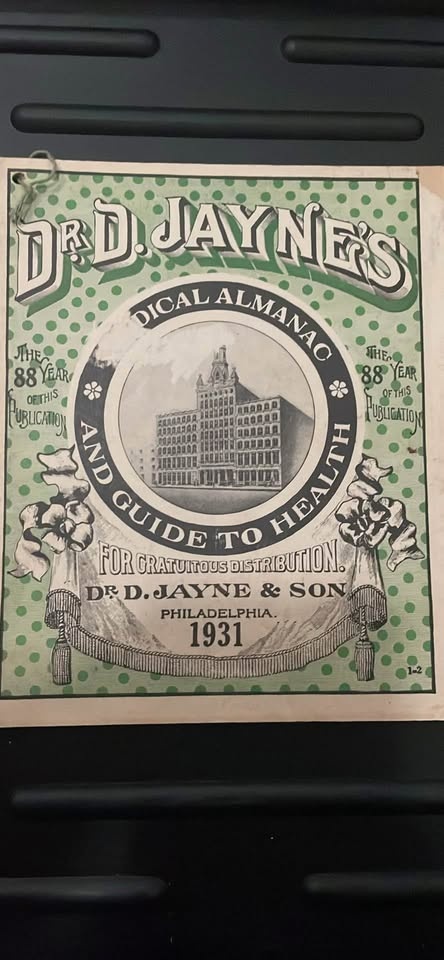 DR. D. JAYNE'S
DICAL ALMANAC
AND GUIDE TO HEALTH
THE
88 YEAR
OF THIS
PUBLICATION
THE
88 YEAR
OF THIS
PUBLICATION
FOR GRATUITOUS DISTRIBUTION.
DR. D. JAYNE & SON
PHILADELPHIA.
1931
1-2